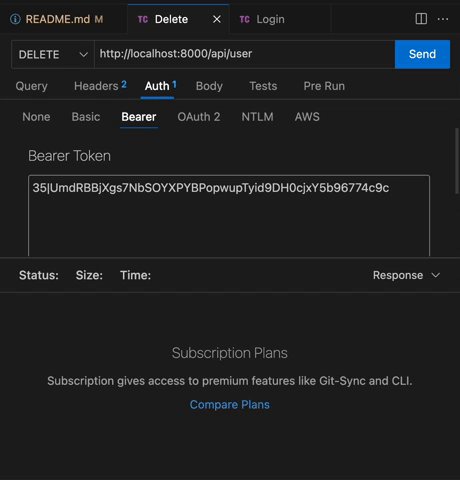 README.md M
TC Delete
TC Login
DELETE
http://localhost:8000/api/user
Send
Query Headers 2 Auth 1 Body Tests Pre Run
None Basic Bearer OAuth 2 NTLM AWS
Bearer Token
35|UmdRBBjXgs7NbSOYXPYBPopwupTyid9DH0cjxY5b96774c9c
Status: Size: Time: Response
Subscription Plans
Subscription gives access to premium features like Git-Sync and CLI.
Compare Plans